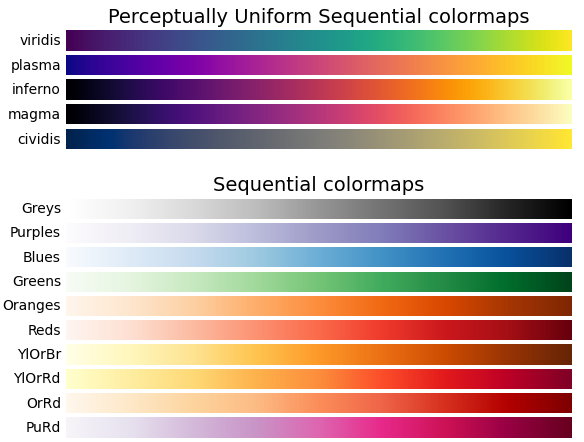 Perceptually Uniform Sequential colormaps
viridis
plasma
inferno
magma
cividis
Sequential colormaps
Greys
Purples
Blues
Greens
Oranges
Reds
YlOrBr
YlOrRd
OrRd
PuRd